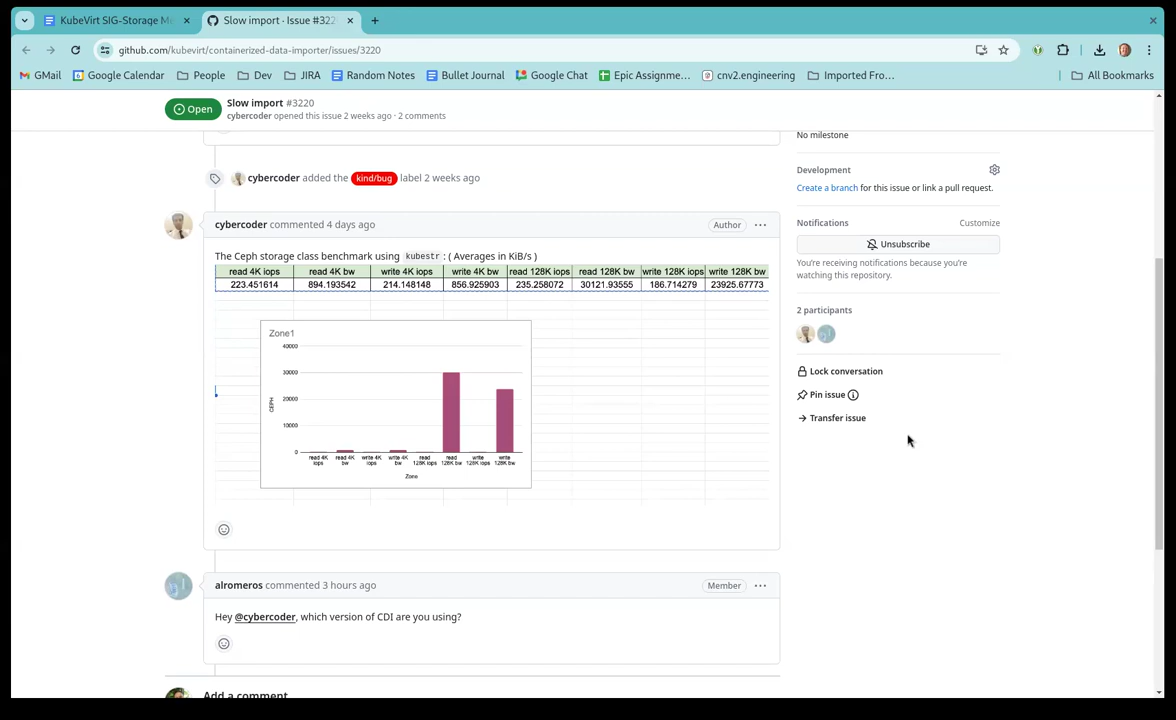 KubeVirt SIG-Storage Me
Slow import · Issue #322
github.com/kubevirt/containerized-data-importer/issues/3220
GMail
Google Calendar
People
Dev
JIRA
Random Notes
Bullet Journal
Google Chat
Epic Assignme...
cnv2.engineering
Imported Fro...
All Bookmarks
Open
Slow import #3220
cybercoder opened this issue 2 weeks ago · 2 comments
No milestone
cybercoder added the kind/bug label 2 weeks ago
Development
Create a branch for this issue or link a pull request.
cybercoder commented 4 days ago
Author
Notifications
Customize
Unsubscribe
You're receiving notifications because you're
watching this repository.
The Ceph storage class benchmark using kubestr : ( Averages in KiB/s )
read 4K iops read 4K bw write 4K iops write 4K bw read 128K iops read 128K bw write 128K iops write 128K bw
223.451614 894.193542 214.148148 856.925903 235.258072 30121.93555 186.714279 23925.67773
2 participants
Zone1
40000
30000
20000
10000
0
CEPH
read 4K iops
read 4K bw
write 4K iops
write 4K bw
read 128K iops
read 128K bw
write 128K iops
write 128K bw
Zone
Lock conversation
Pin issue
Transfer issue
alromeros commented 3 hours ago
Member
Hey @cybercoder, which version of CDI are you using?
Add a comment